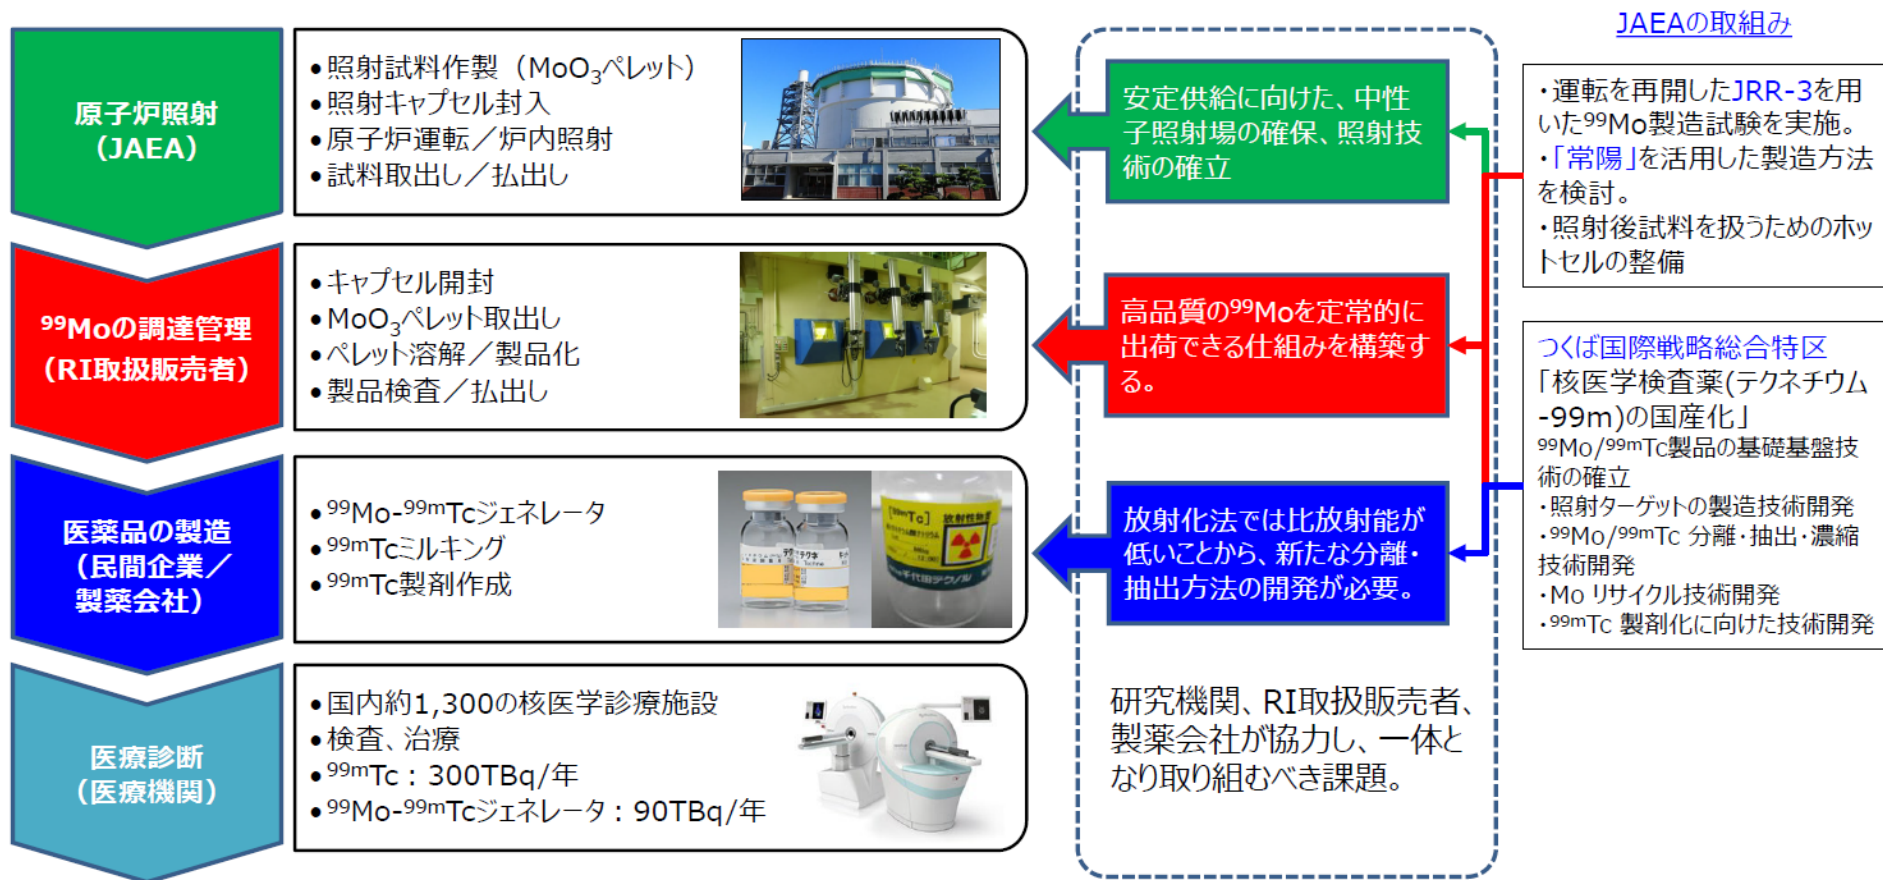 原子炉照射
(JAEA)
•照射試料作製（MoO₃ペレット）
•照射キャプセル封入
•原子炉運転／炉内照射
•試料取出し／払出し
安定供給に向けた、中性
子照射場の確保、照射技
術の確立
JAEAの取組み
・運転を再開したJRR-3を用
いた⁹⁹Mo製造試験を実施。
・「常陽」を活用した製造方法
を検討。
・照射後試料を扱うためのホッ
トセルの整備
⁹⁹Moの調達管理
(RI取扱販売者)
•キャプセル開封
•MoO₃ペレット取出し
•ペレット溶解／製品化
•製品検査／払出し
高品質の⁹⁹Moを定常的に
出荷できる仕組みを構築す
る。
つくば国際戦略総合特区
「核医学検査薬(テクネチウム
-99m)の国産化」
⁹⁹Mo/⁹⁹ᵐTc製品の基礎基盤技
術の確立
・照射ターゲットの製造技術開発
・⁹⁹Mo/⁹⁹ᵐTc 分離・抽出・濃縮
技術開発
・Mo リサイクル技術開発
・⁹⁹ᵐTc 製剤化に向けた技術開発
医薬品の製造
（民間企業／
製薬会社）
•⁹⁹Mo-⁹⁹ᵐTcジェネレータ
•⁹⁹ᵐTcミルキング
•⁹⁹ᵐTc製剤作成
テクネ
[⁹⁹ᵐTc] 放射性物質
千代田テクノル
放射化法では比放射能が
低いことから、新たな分離・
抽出方法の開発が必要。
医療診断
（医療機関）
•国内約1,300の核医学診療施設
•検査、治療
•⁹⁹ᵐTc：300TBq/年
•⁹⁹Mo-⁹⁹ᵐTcジェネレータ：90TBq/年
研究機関、RI取扱販売者、
製薬会社が協力し、一体と
なり取り組むべき課題。